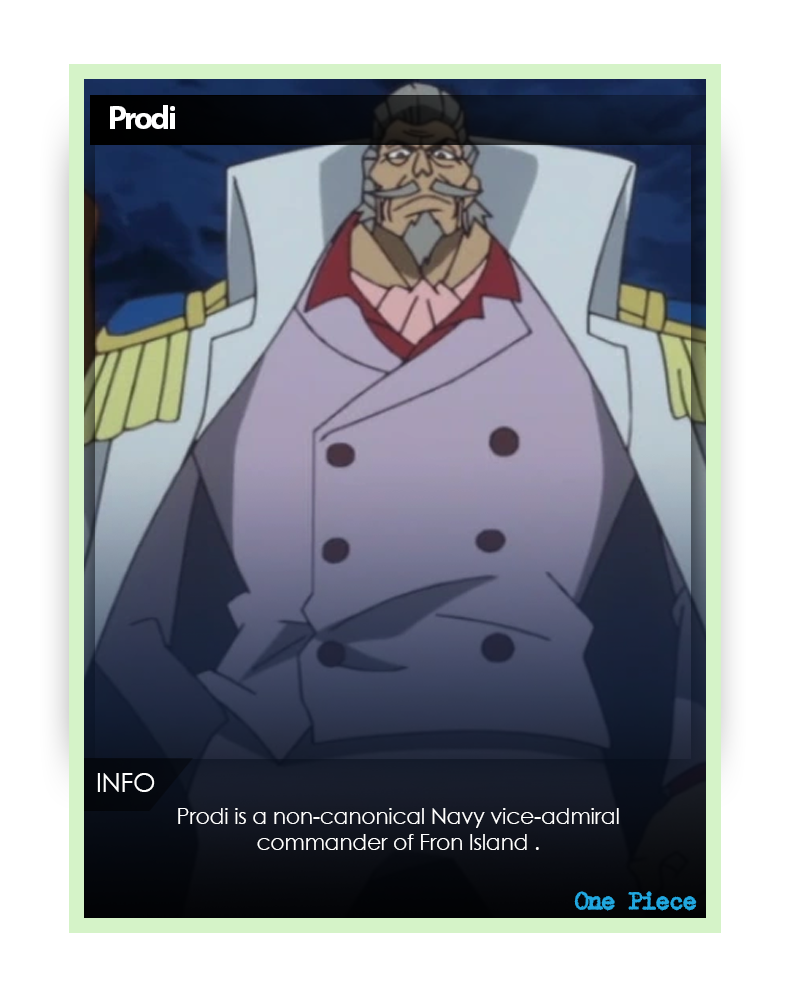 Prodi
INFO
Prodi is a non-canonical Navy vice-admiral
commander of Fron Island .
One Piece